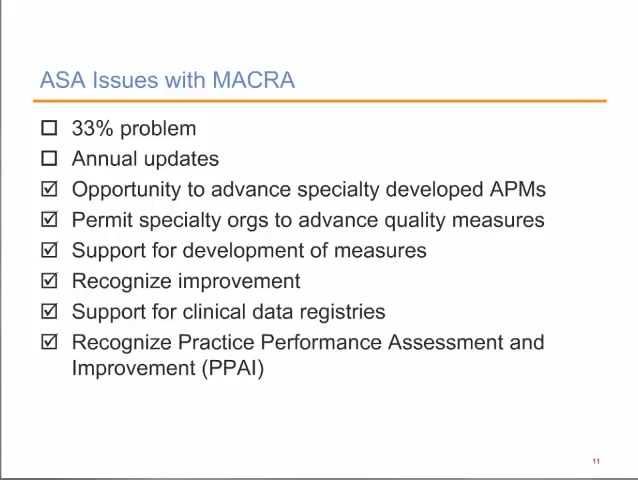 ASA Issues with MACRA
☐ 33% problem
☐ Annual updates
☑ Opportunity to advance specialty developed APMs
☑ Permit specialty orgs to advance quality measures
☑ Support for development of measures
☑ Recognize improvement
☑ Support for clinical data registries
☑ Recognize Practice Performance Assessment and
Improvement (PPAI)
11